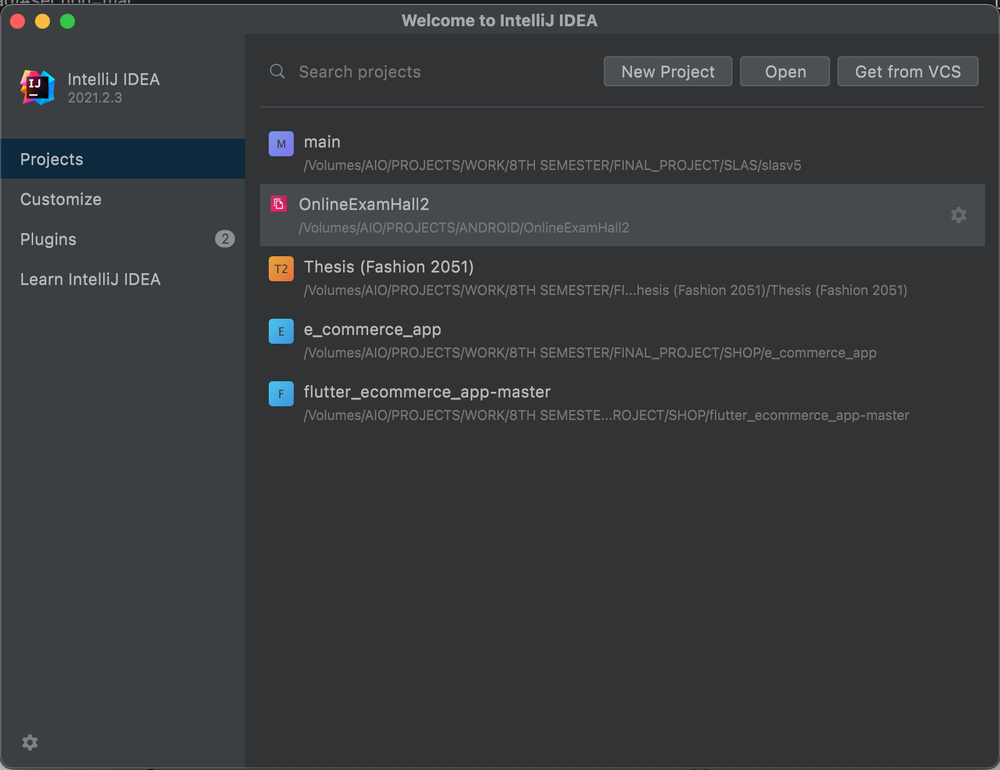 Welcome to IntelliJ IDEA
IJ
IntelliJ IDEA
2021.2.3
Projects
Customize
Plugins 2
Learn IntelliJ IDEA
Search projects
New Project
Open
Get from VCS
M
main
/Volumes/AIO/PROJECTS/WORK/8TH SEMESTER/FINAL_PROJECT/SLAS/slasv5
OnlineExamHall2
/Volumes/AIO/PROJECTS/ANDROID/OnlineExamHall2
T2
Thesis (Fashion 2051)
/Volumes/AIO/PROJECTS/WORK/8TH SEMESTER/FI...hesis (Fashion 2051)/Thesis (Fashion 2051)
E
e_commerce_app
/Volumes/AIO/PROJECTS/WORK/8TH SEMESTER/FINAL_PROJECT/SHOP/e_commerce_app
F
flutter_ecommerce_app-master
/Volumes/AIO/PROJECTS/WORK/8TH SEMESTE...ROJECT/SHOP/flutter_ecommerce_app-master